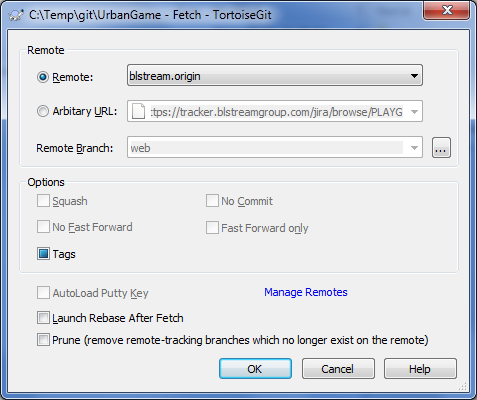 C:\Temp\git\UrbanGame - Fetch - TortoiseGit
Remote
Remote:
blstream.origin
Arbitary URL:
ttps://tracker.blstreamgroup.com/jira/browse/PLAYG
Remote Branch:
web
...
Options
Squash
No Commit
No Fast Forward
Fast Forward only
Tags
AutoLoad Putty Key
Manage Remotes
Launch Rebase After Fetch
Prune (remove remote-tracking branches which no longer exist on the remote)
OK
Cancel
Help